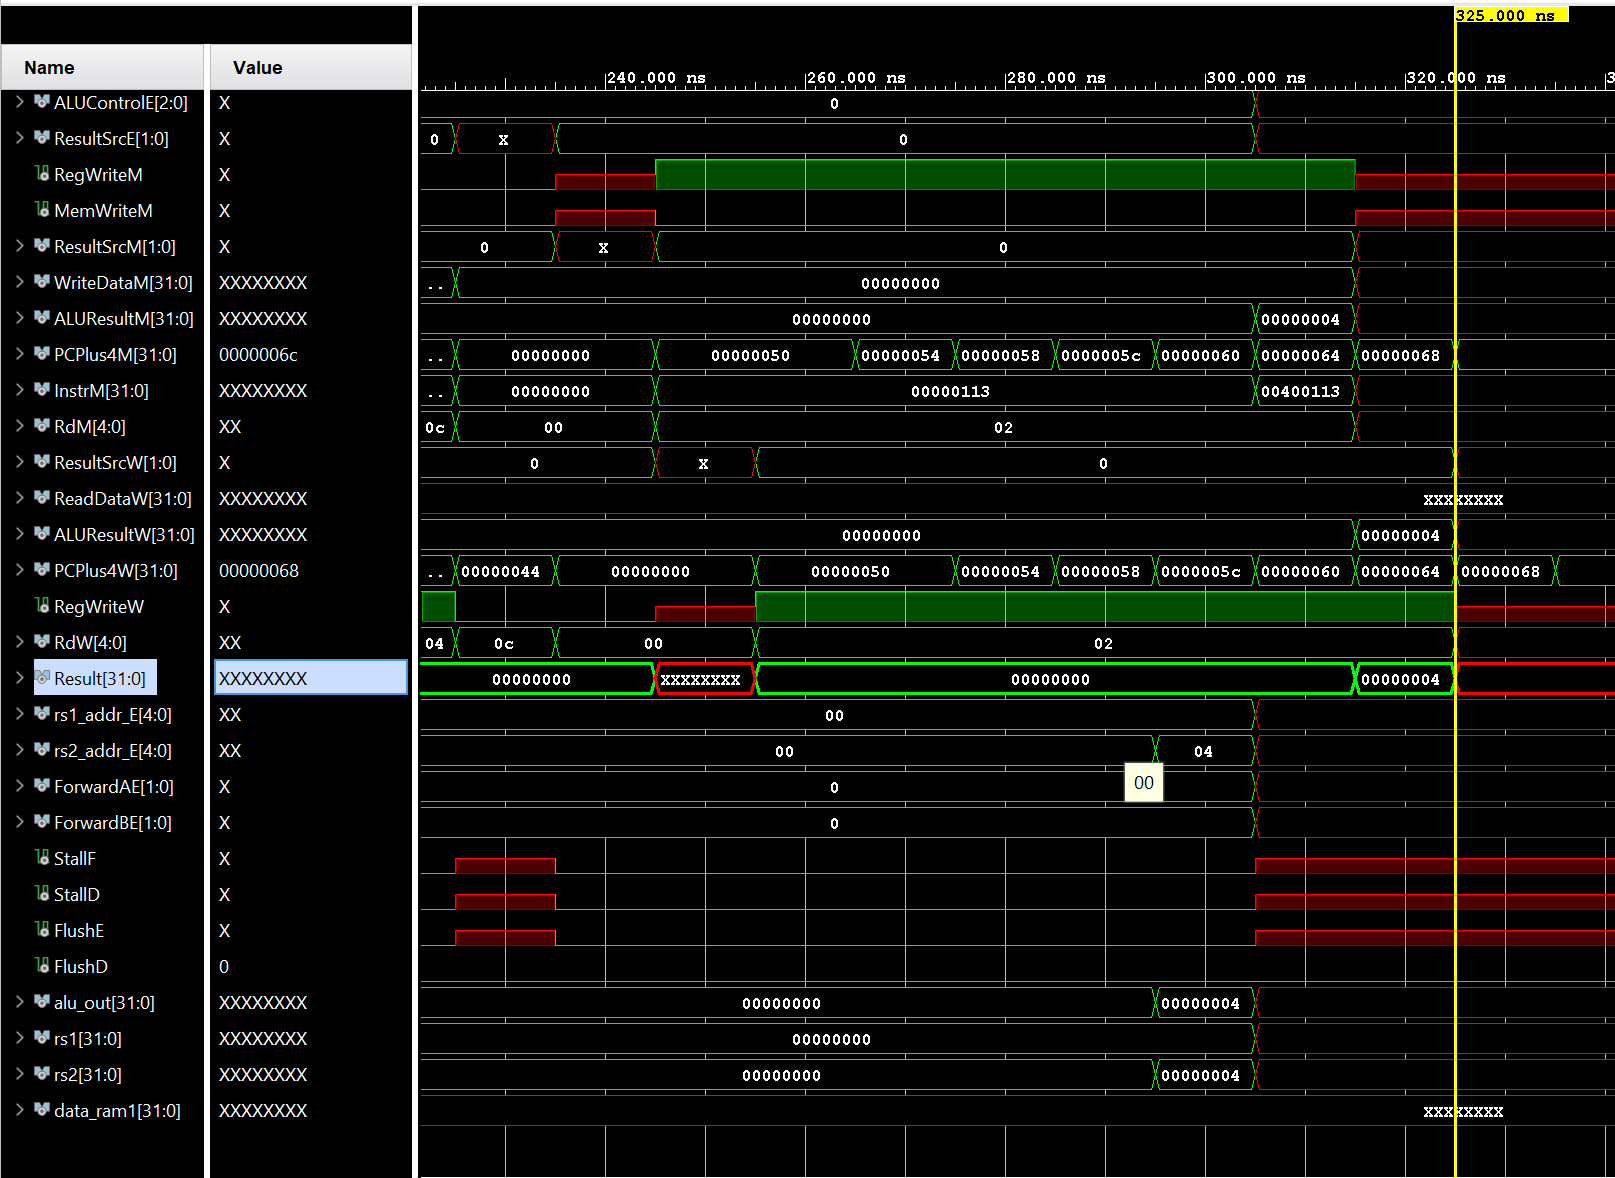 325.000 ns
Name Value
240.000 ns 260.000 ns 280.000 ns 300.000 ns 320.000 ns 3
ALUControlE[2:0] X 0
ResultSrcE[1:0] X 0 X 0
RegWriteM X
MemWriteM X
ResultSrcM[1:0] X 0 X 0
WriteDataM[31:0] XXXXXXXX .. 00000000
ALUResultM[31:0] XXXXXXXX 00000000 00000004
PCPlus4M[31:0] 0000006c .. 00000000 00000050 00000054 00000058 0000005c 00000060 00000064 00000068
InstrM[31:0] XXXXXXXX .. 00000000 00000113 00400113
RdM[4:0] XX 0c 00 02
ResultSrcW[1:0] X 0 X 0
ReadDataW[31:0] XXXXXXXX XXXXXXXX
ALUResultW[31:0] XXXXXXXX 00000000 00000004
PCPlus4W[31:0] 00000068 .. 00000044 00000000 00000050 00000054 00000058 0000005c 00000060 00000064 00000068
RegWriteW X
RdW[4:0] XX 04 0c 00 02
Result[31:0] XXXXXXXX 00000000 XXXXXXXX 00000000 00000004
rs1_addr_E[4:0] XX 00
rs2_addr_E[4:0] XX 00 04
ForwardAE[1:0] X 0 00
ForwardBE[1:0] X 0
StallF X
StallD X
FlushE X
FlushD 0
alu_out[31:0] XXXXXXXX 00000000 00000004
rs1[31:0] XXXXXXXX 00000000
rs2[31:0] XXXXXXXX 00000000 00000004
data_ram1[31:0] XXXXXXXX XXXXXXXX